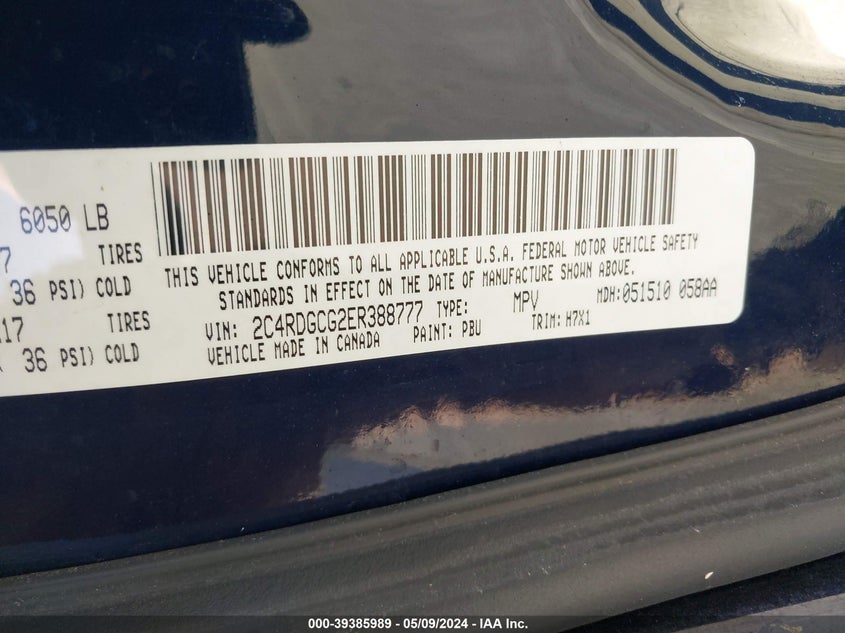 6050 LB
7 TIRES
36 PSI) COLD
17 TIRES
36 PSI) COLD
THIS VEHICLE CONFORMS TO ALL APPLICABLE U.S.A. FEDERAL MOTOR VEHICLE SAFETY
STANDARDS IN EFFECT ON THE DATE OF MANUFACTURE SHOWN ABOVE.
VIN: 2C4RDGCG2ER388777 TYPE: MPV MDH: 051510 058AA
VEHICLE MADE IN CANADA PAINT: PBU TRIM: H7X1
000-39385989 / 05/09/2024 - IAA Inc.